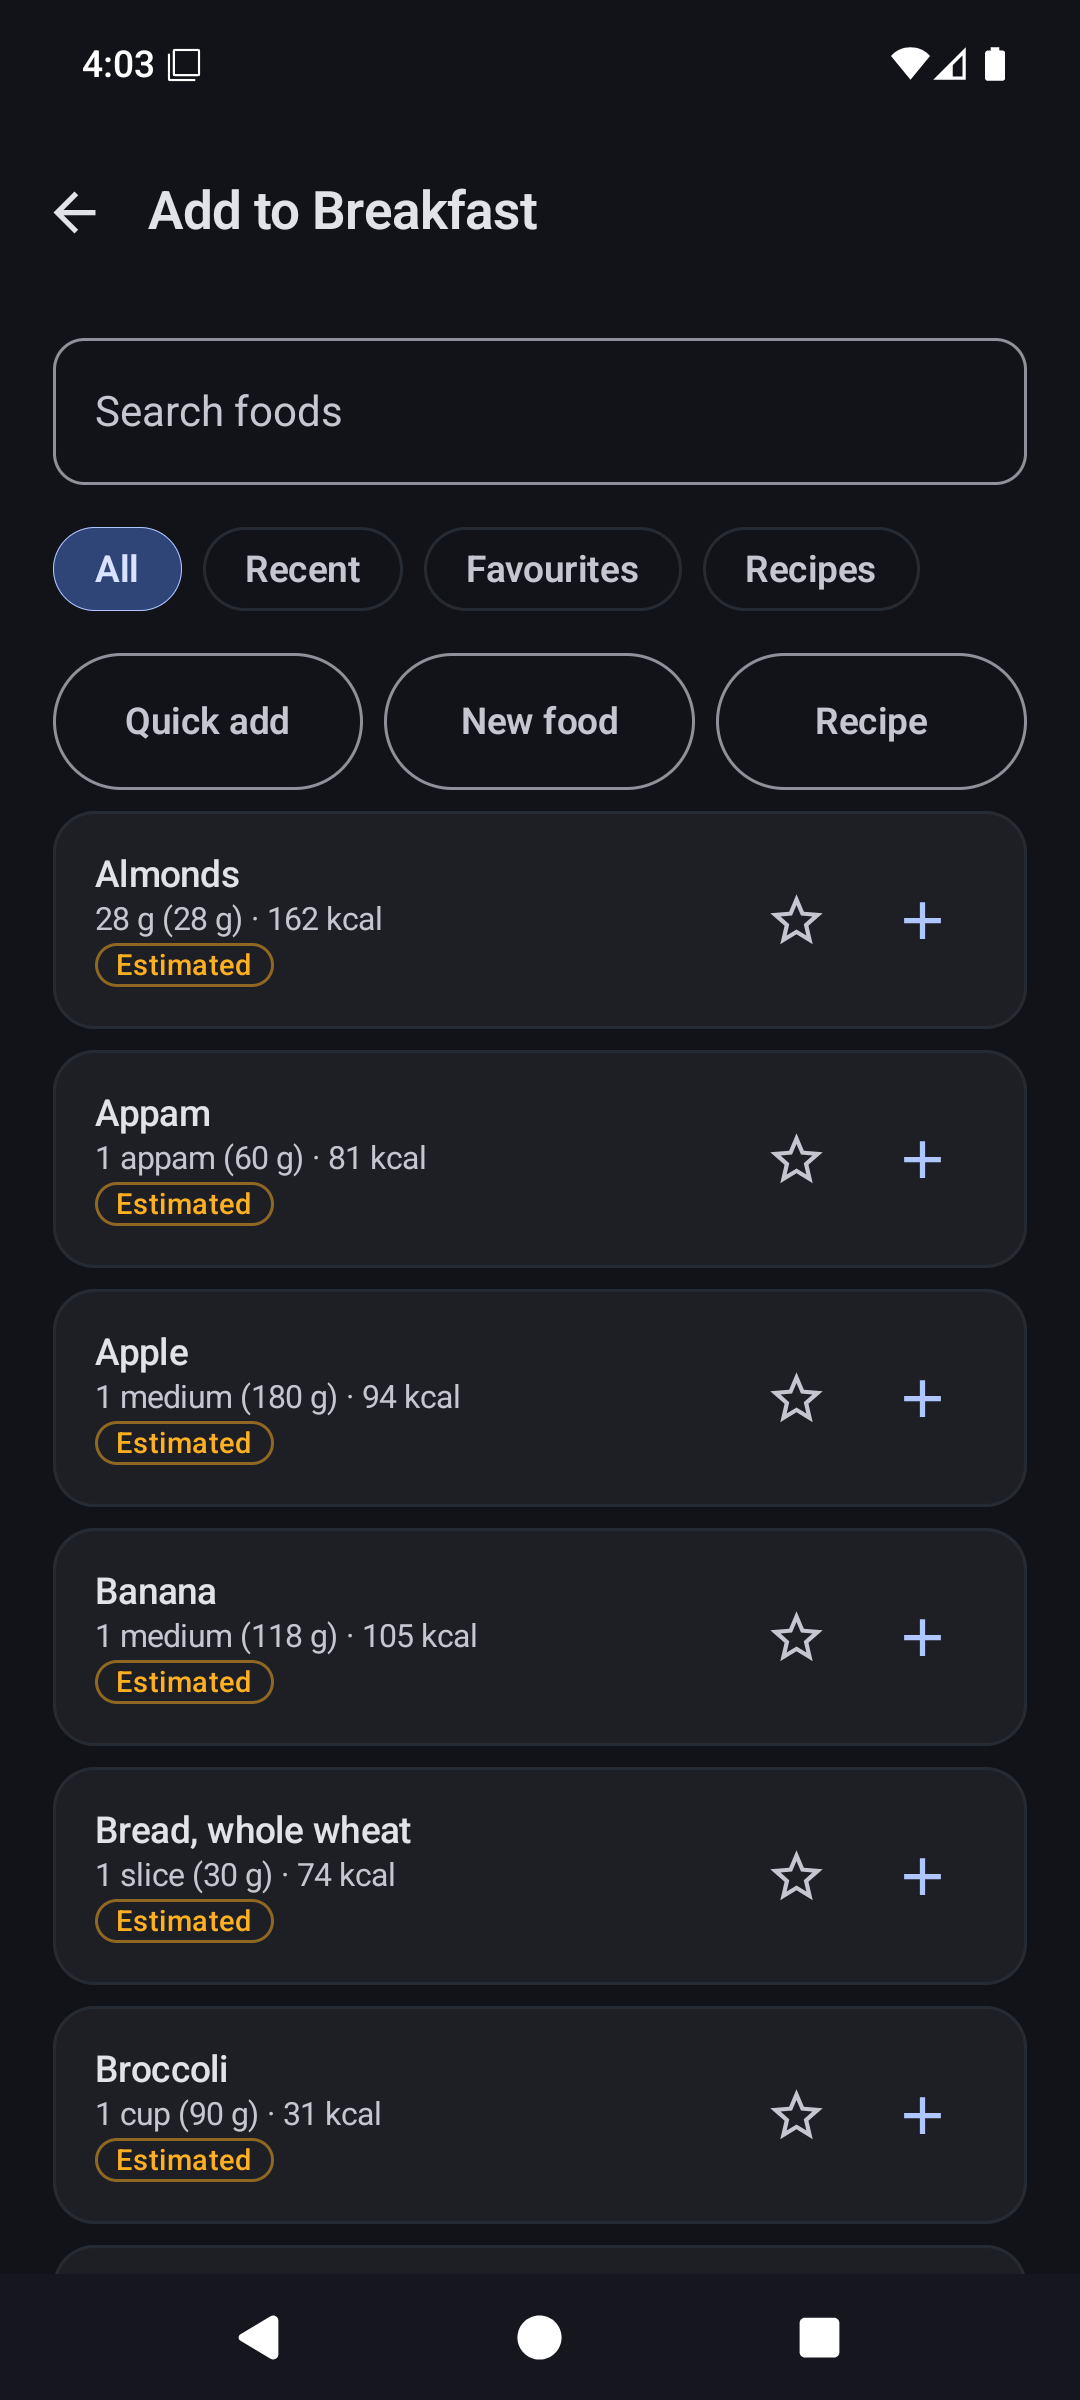 4:03
Add to Breakfast
Search foods
All
Recent
Favourites
Recipes
Quick add
New food
Recipe
Almonds
28 g (28 g) · 162 kcal
Estimated
Appam
1 appam (60 g) · 81 kcal
Estimated
Apple
1 medium (180 g) · 94 kcal
Estimated
Banana
1 medium (118 g) · 105 kcal
Estimated
Bread, whole wheat
1 slice (30 g) · 74 kcal
Estimated
Broccoli
1 cup (90 g) · 31 kcal
Estimated